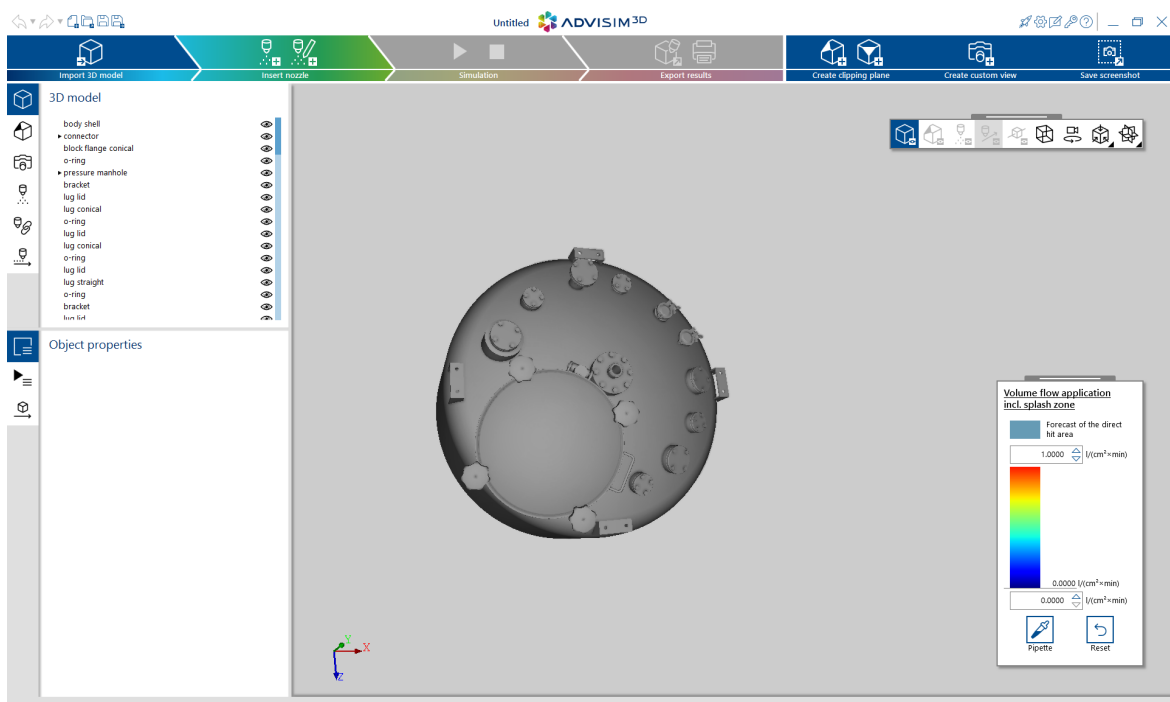 Untitled ADVISIM3D
Import 3D model
Insert nozzle
Simulation
Export results
Create clipping plane
Create custom view
Save screenshot
3D model
body shell
connector
block flange conical
o-ring
pressure manhole
bracket
lug lid
lug conical
o-ring
lug lid
lug conical
o-ring
lug lid
lug straight
o-ring
bracket
lug lid
Object properties
Volume flow application
incl. splash zone
Forecast of the direct
hit area
1.0000 l/(cm²×min)
0.0000 l/(cm²×min)
0.0000 l/(cm²×min)
Pipette
Reset
Y
X
Z